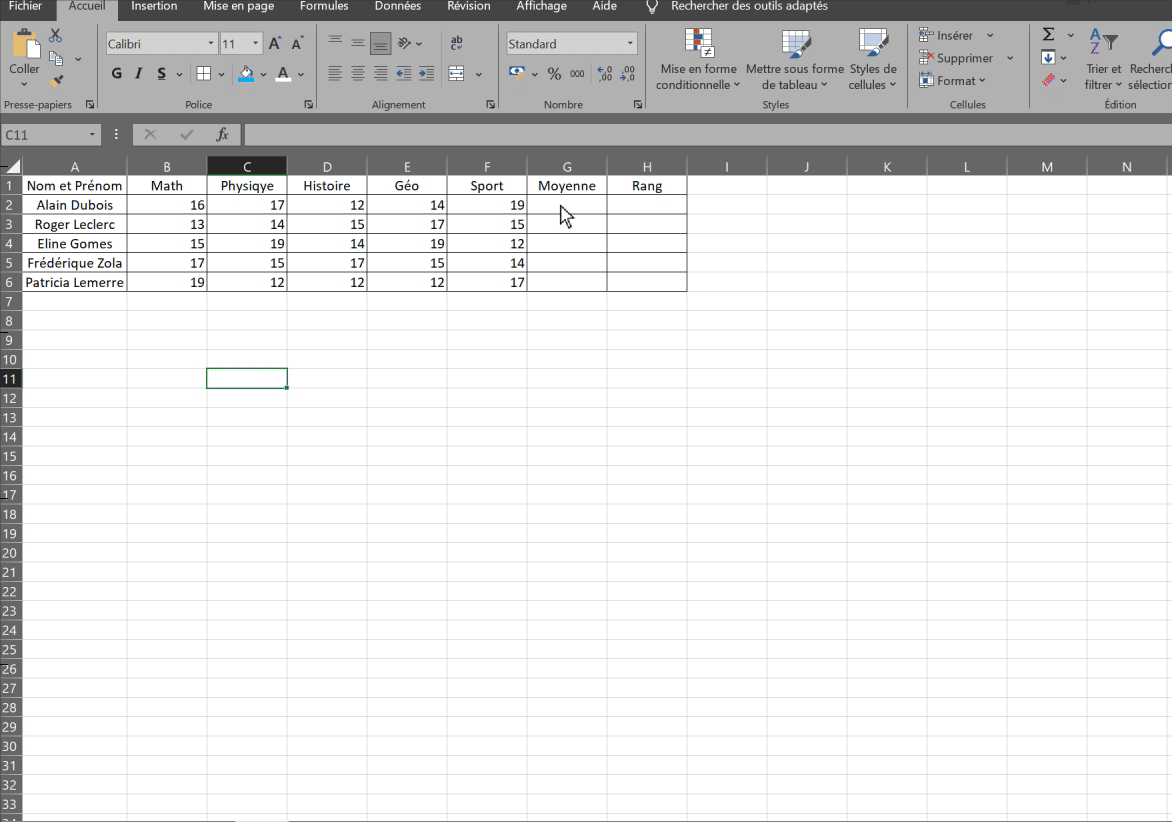 Fichier Accueil Insertion Mise en page Formules Données Révision Affichage Aide Rechercher des outils adaptés
Coller
Presse-papiers
Calibri 11
G I S A
Police
ab
Alignement
Standard
% 000
Nombre
Mise en forme conditionnelle
Mettre sous forme de tableau
Styles de cellules
Styles
Insérer
Supprimer
Format
Cellules
Σ
Trier et filtrer
Recherch
sélection
Édition
C11 fx
A B C D E F G H I J K L M N
1 Nom et Prénom Math Physiqye Histoire Géo Sport Moyenne Rang
2 Alain Dubois 16 17 12 14 19
3 Roger Leclerc 13 14 15 17 15
4 Eline Gomes 15 19 14 19 12
5 Frédérique Zola 17 15 17 15 14
6 Patricia Lemerre 19 12 12 12 17
7
8
9
10
11
12
13
14
15
16
17
18
19
20
21
22
23
24
25
26
27
28
29
30
31
32
33